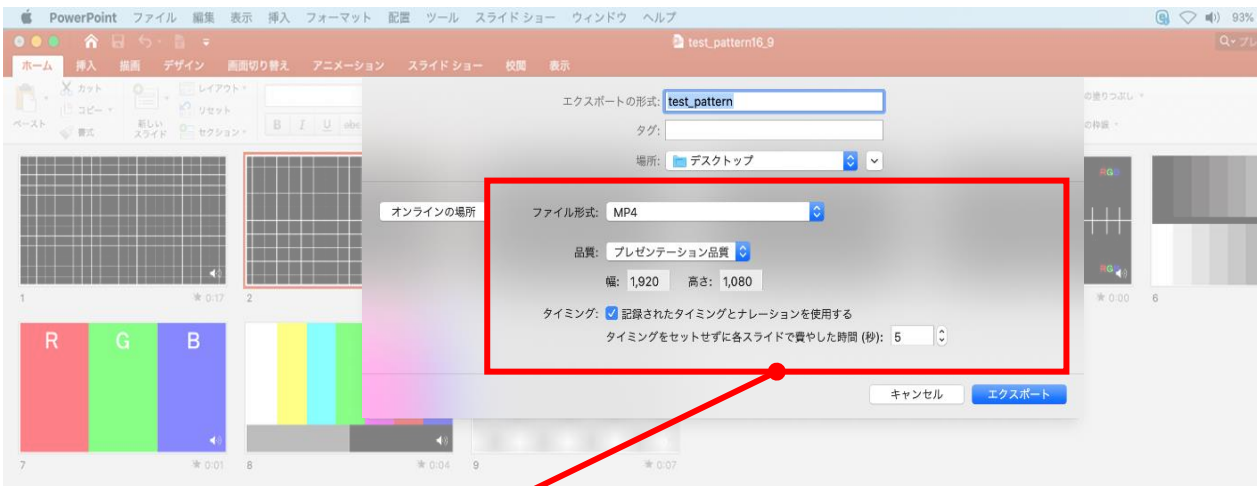 PowerPoint ファイル 編集 表示 挿入 フォーマット 配置 ツール スライド ショー ウィンドウ ヘルプ 93%
test_pattern16_9
ホーム 挿入 描画 デザイン 画面切り替え アニメーション スライド ショー 校閲 表示
ペースト カット コピー 書式
新しいスライド レイアウト リセット セクション
B I U abc
エクスポートの形式: test_pattern
タグ:
場所: デスクトップ
の塗りつぶし
の枠線
オンラインの場所 ファイル形式: MP4
品質: プレゼンテーション品質
幅: 1,920 高さ: 1,080
タイミング: 記録されたタイミングとナレーションを使用する
タイミングをセットせずに各スライドで費やした時間 (秒): 5
キャンセル エクスポート
1 0:17 2 0:00 6
R G B
7 0:01 8 0:04 9 0:07